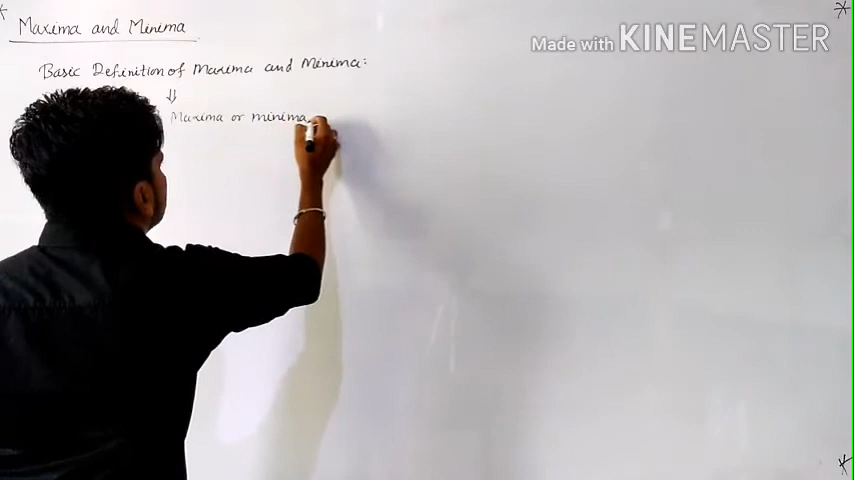 Maxima and Minima
Made with KINEMASTER
Basic Definition of Maxima and Minima:
Maxima or minima